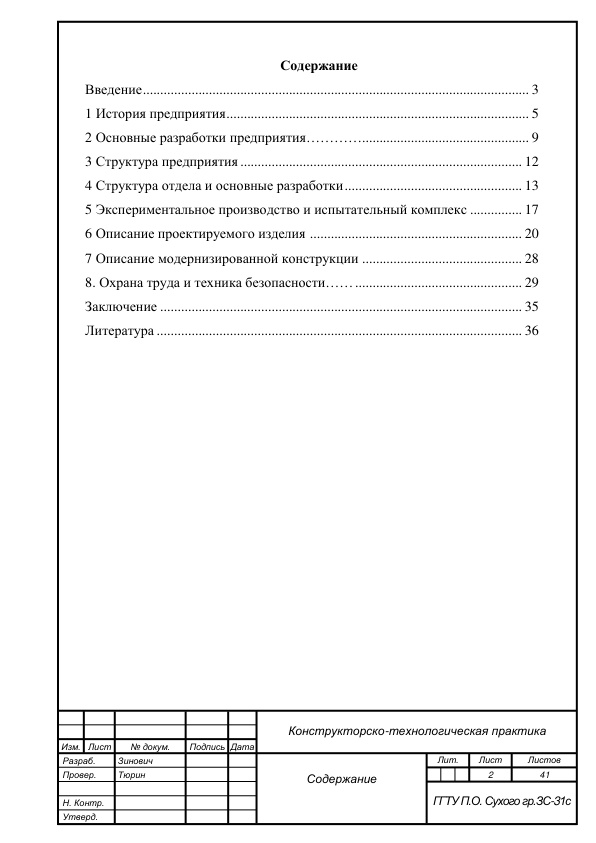 Содержание
Введение................................................................................................................ 3
1 История предприятия........................................................................................ 5
2 Основные разработки предприятия…………............................................... 9
3 Структура предприятия .................................................................................. 12
4 Структура отдела и основные разработки.................................................... 13
5 Экспериментальное производство и испытательный комплекс ............... 17
6 Описание проектируемого изделия ............................................................. 20
7 Описание модернизированной конструкции .............................................. 28
8. Охрана труда и техника безопасности…… ................................................ 29
Заключение ......................................................................................................... 35
Литература .......................................................................................................... 36
Конструкторско-технологическая практика
Изм. Лист № докум. Подпись Дата
Разраб. Зинович
Содержание
Лит. Лист Листов
Провер. Тюрин
2 41
Н. Контр.
ГГТУ П.О. Сухого гр.ЗС-31с
Утверд.